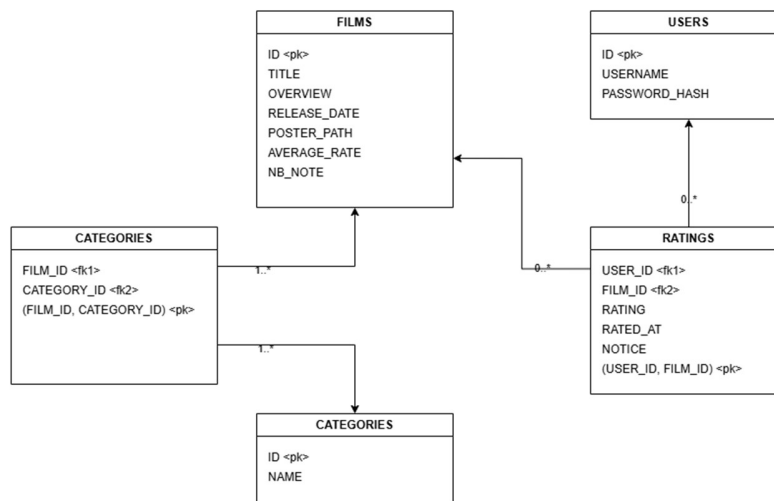 FILMS
ID <pk>
TITLE
OVERVIEW
RELEASE_DATE
POSTER_PATH
AVERAGE_RATE
NB_NOTE
USERS
ID <pk>
USERNAME
PASSWORD_HASH
CATEGORIES
FILM_ID <fk1>
CATEGORY_ID <fk2>
(FILM_ID, CATEGORY_ID) <pk>
1..*
1..*
0..*
0..*
RATINGS
USER_ID <fk1>
FILM_ID <fk2>
RATING
RATED_AT
NOTICE
(USER_ID, FILM_ID) <pk>
CATEGORIES
ID <pk>
NAME